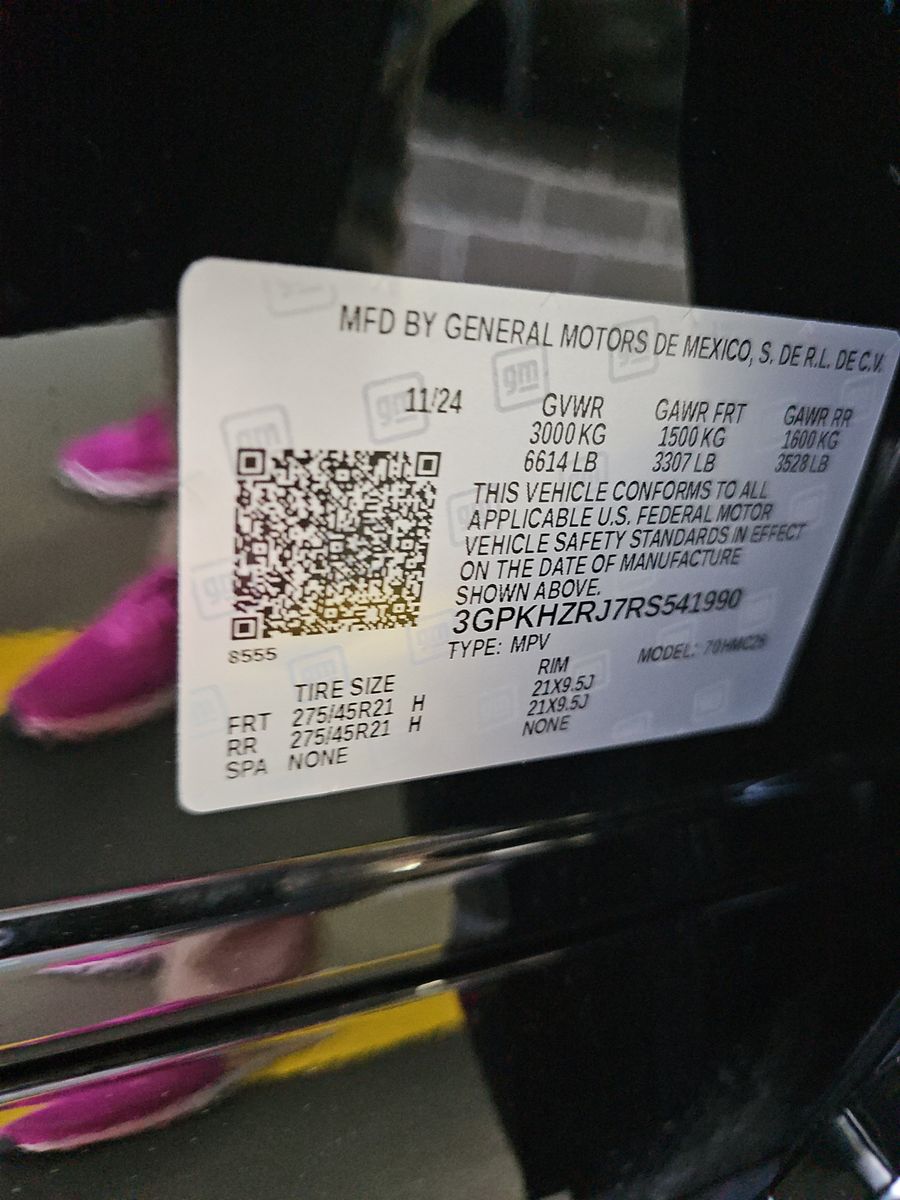 MFD BY GENERAL MOTORS DE MEXICO, S. DE R.L. DE C.V.
11/24 GVWR GAWR FRT GAWR RR
3000 KG 1500 KG 1600 KG
6614 LB 3307 LB 3528 LB
THIS VEHICLE CONFORMS TO ALL
APPLICABLE U.S. FEDERAL MOTOR
VEHICLE SAFETY STANDARDS IN EFFECT
ON THE DATE OF MANUFACTURE
SHOWN ABOVE.
3GPKHZRJ7RS541990
8555 TYPE: MPV MODEL: 70HMC26
TIRE SIZE RIM
FRT 275/45R21 H 21X9.5J
RR 275/45R21 H 21X9.5J
SPA NONE NONE
gm
gm
gm